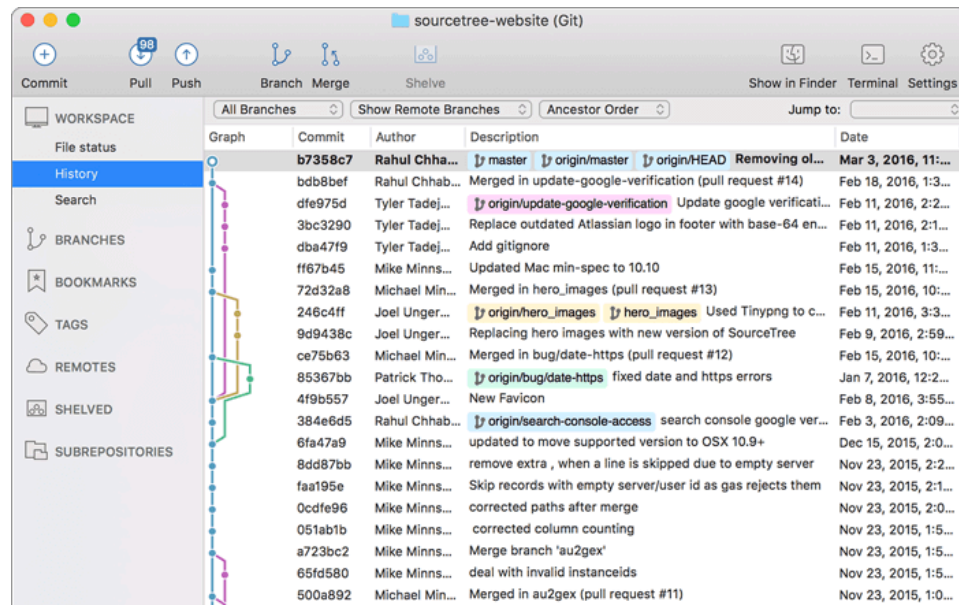 sourcetree-website (Git)
98
Commit Pull Push Branch Merge Shelve Show in Finder Terminal Settings
All Branches Show Remote Branches Ancestor Order Jump to:
WORKSPACE
File status
History
Search
BRANCHES
BOOKMARKS
TAGS
REMOTES
SHELVED
SUBREPOSITORIES
Graph Commit Author Description Date
b7358c7 Rahul Chha... master origin/master origin/HEAD Removing ol... Mar 3, 2016, 11:...
bdb8bef Rahul Chhab... Merged in update-google-verification (pull request #14) Feb 18, 2016, 1:3...
dfe975d Tyler Tadej... origin/update-google-verification Update google verificati... Feb 11, 2016, 2:2...
3bc3290 Tyler Tadej... Replace outdated Atlassian logo in footer with base-64 en... Feb 11, 2016, 2:1...
dba47f9 Tyler Tadej... Add gitignore Feb 11, 2016, 1:3...
ff67b45 Mike Minns... Updated Mac min-spec to 10.10 Feb 15, 2016, 11:...
72d32a8 Michael Min... Merged in hero_images (pull request #13) Feb 15, 2016, 10:...
246c4ff Joel Unger... origin/hero_images hero_images Used Tinypng to c... Feb 11, 2016, 3:3...
9d9438c Joel Unger... Replacing hero images with new version of SourceTree Feb 9, 2016, 2:59...
ce75b63 Michael Min... Merged in bug/date-https (pull request #12) Feb 15, 2016, 10:...
85367bb Patrick Tho... origin/bug/date-https fixed date and https errors Jan 7, 2016, 12:2...
4f9b557 Joel Unger... New Favicon Feb 8, 2016, 3:55...
384e6d5 Rahul Chhab... origin/search-console-access search console google ver... Feb 3, 2016, 2:09...
6fa47a9 Mike Minns... updated to move supported version to OSX 10.9+ Dec 15, 2015, 2:0...
8dd87bb Mike Minns... remove extra , when a line is skipped due to empty server Nov 23, 2015, 2:2...
faa195e Mike Minns... Skip records with empty server/user id as gas rejects them Nov 23, 2015, 2:1...
0cdfe96 Mike Minns... corrected paths after merge Nov 23, 2015, 2:0...
051ab1b Mike Minns... corrected column counting Nov 23, 2015, 1:5...
a723bc2 Mike Minns... Merge branch 'au2gex' Nov 23, 2015, 1:5...
65fd580 Mike Minns... deal with invalid instanceids Nov 23, 2015, 1:5...
500a892 Michael Min... Merged in au2gex (pull request #11) Nov 23, 2015, 1:0...